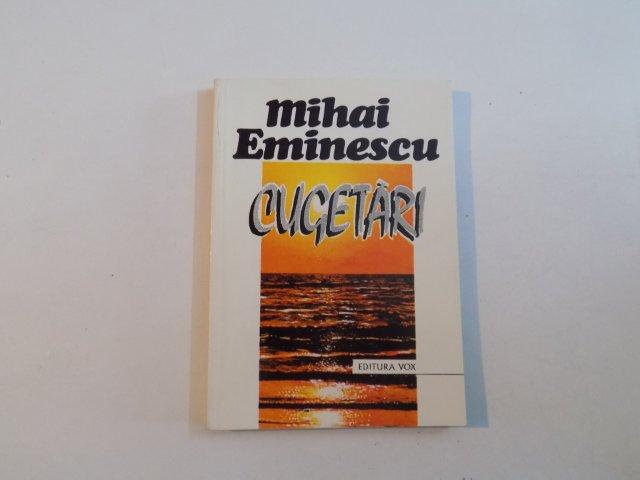 Mihai
Eminescu
CUGETĂRI
EDITURA VOX